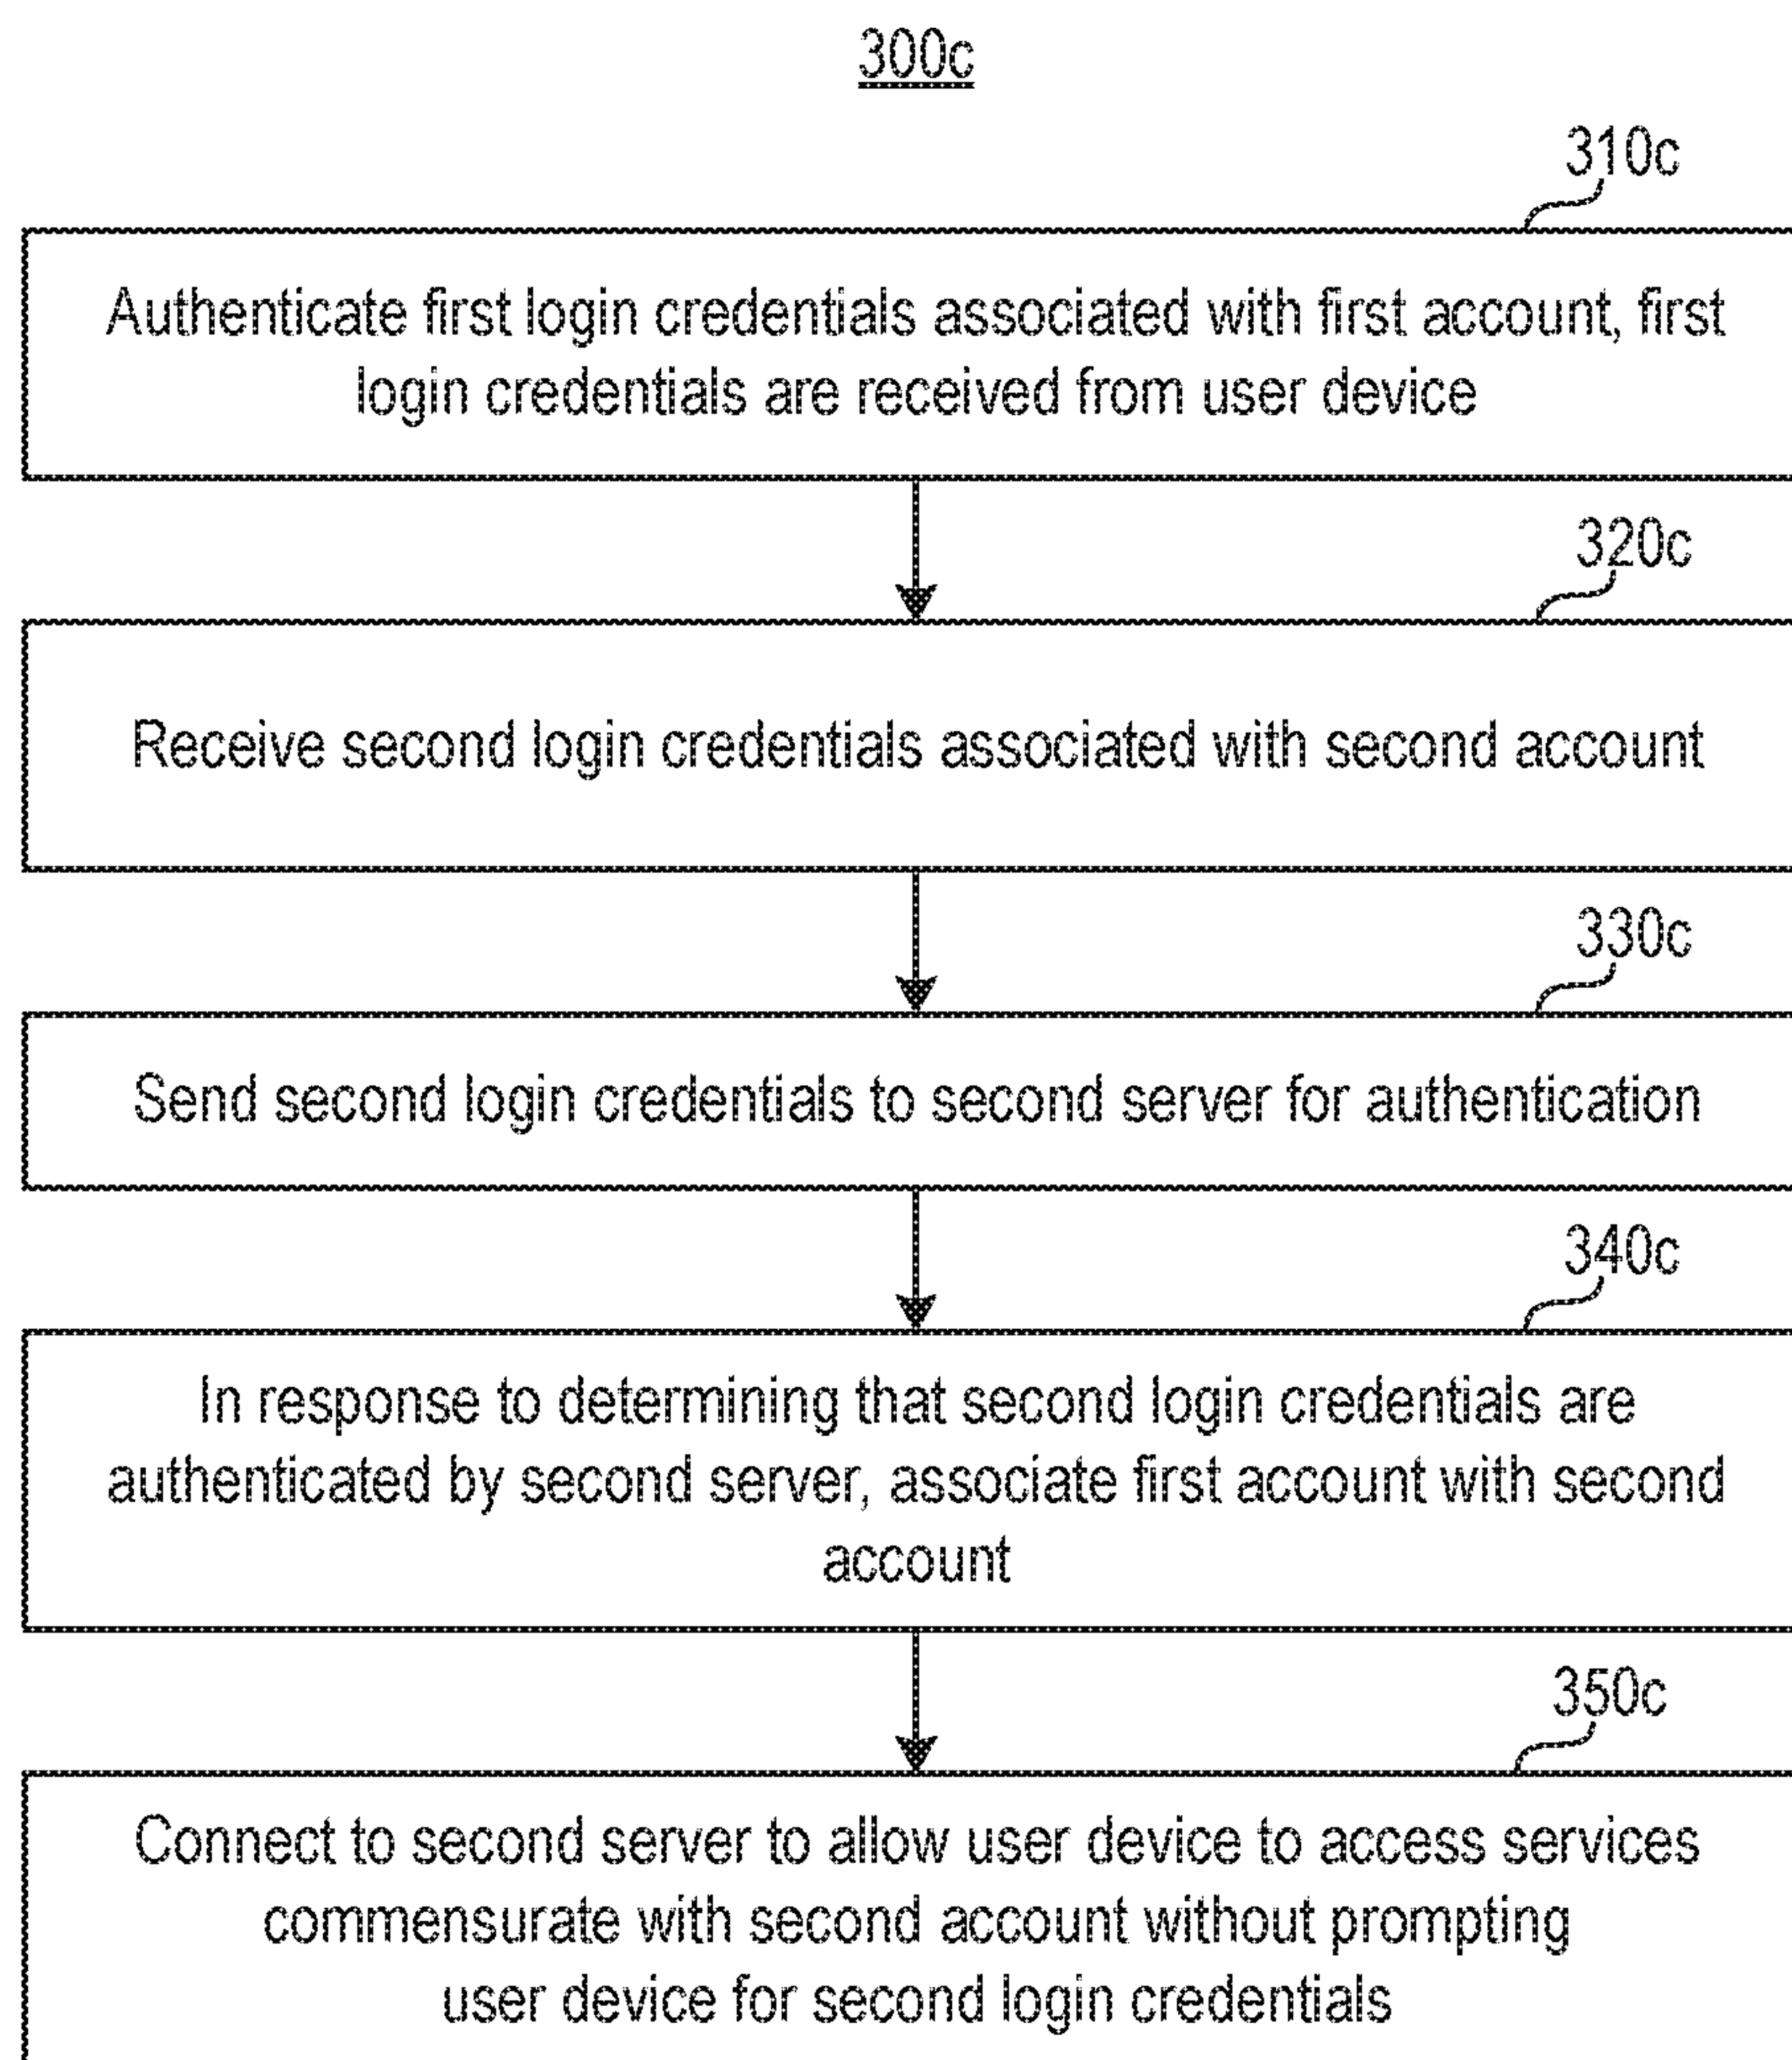 300c
310c
Authenticate first login credentials associated with first account, first
login credentials are received from user device
320c
Receive second login credentials associated with second account
330c
Send second login credentials to second server for authentication
340c
In response to determining that second login credentials are
authenticated by second server, associate first account with second
account
350c
Connect to second server to allow user device to access services
commensurate with second account without prompting
user device for second login credentials